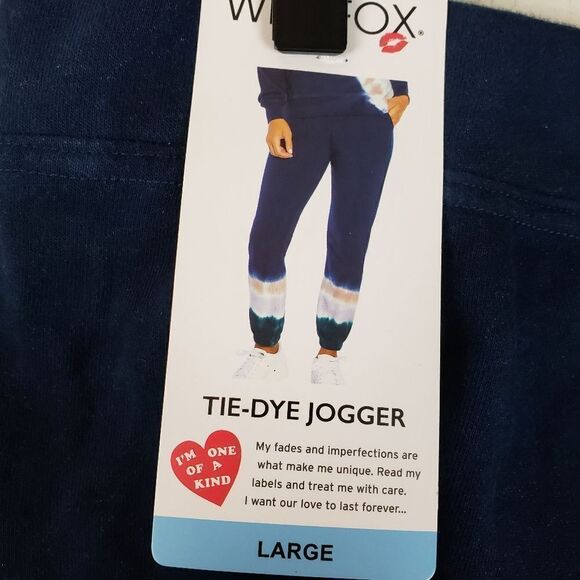 FOX®
TIE-DYE JOGGER
I'M ONE
OF A
KIND
My fades and imperfections are
what make me unique. Read my
labels and treat me with care.
I want our love to last forever...
LARGE